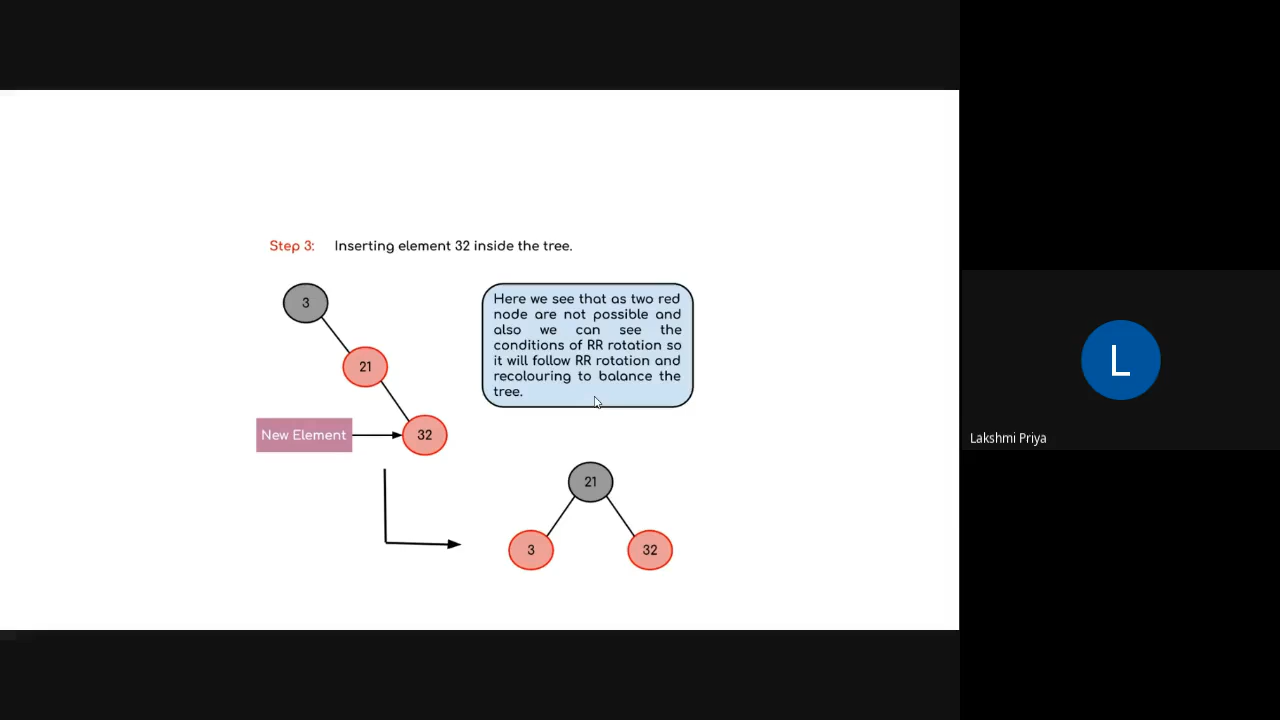 Step 3: Inserting element 32 inside the tree.
3
21
New Element
32
Here we see that as two red
node are not possible and
also we can see the
conditions of RR rotation so
it will follow RR rotation and
recolouring to balance the
tree.
21
3
32
L
Lakshmi Priya